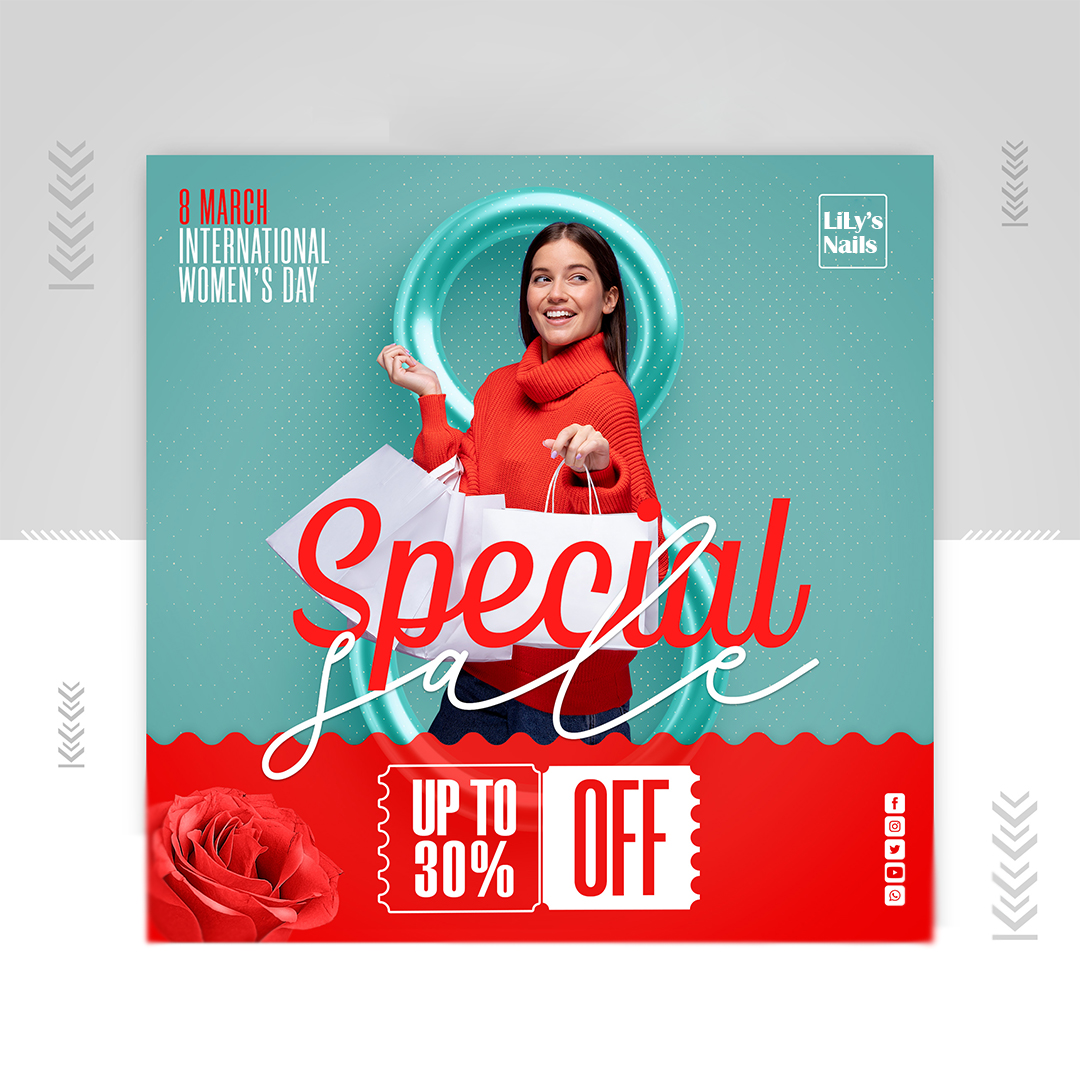 8 MARCH
INTERNATIONAL
WOMEN'S DAY
LiLy's
Nails
Special
sale
UP TO
30%
OFF